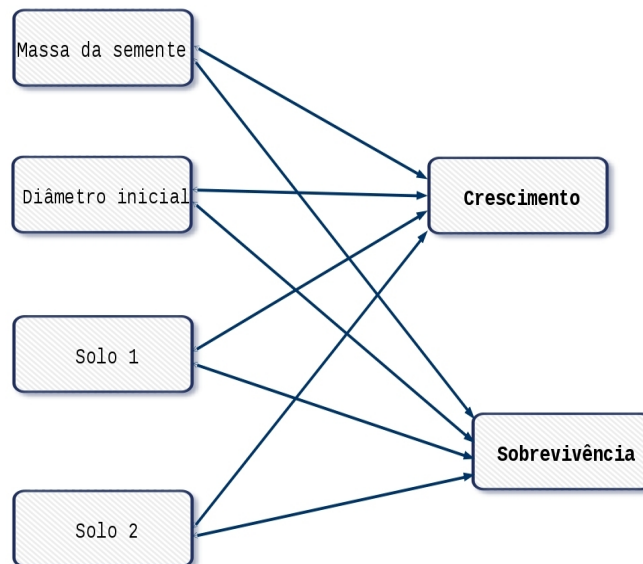 Massa da semente
Diâmetro inicial
Crescimento
Solo 1
Sobrevivência
Solo 2